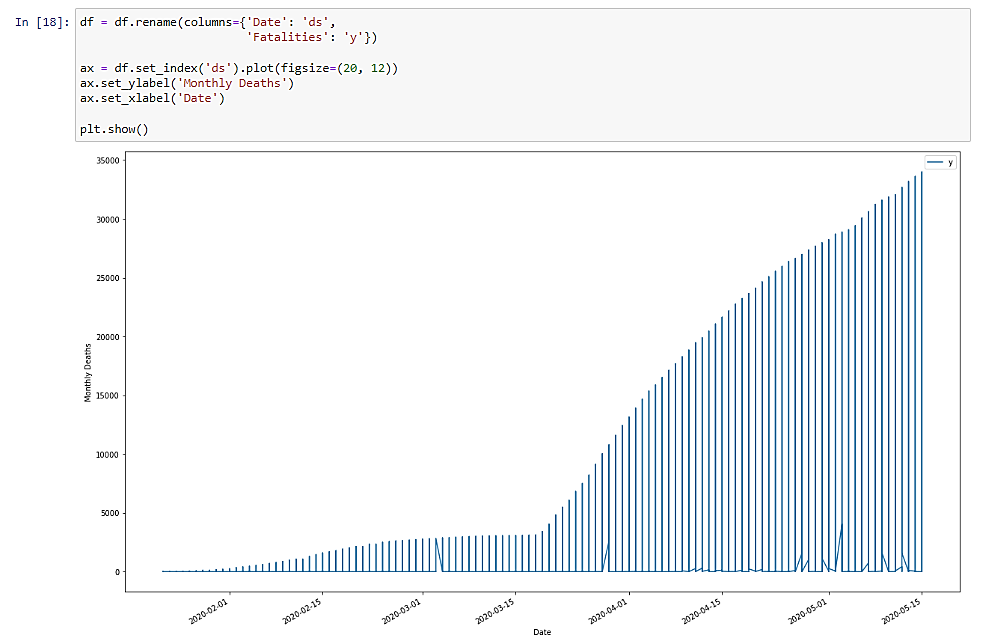 In [18]: df = df.rename(columns={'Date': 'ds',
'Fatalities': 'y'})
ax = df.set_index('ds').plot(figsize=(20, 12))
ax.set_ylabel('Monthly Deaths')
ax.set_xlabel('Date')
plt.show()
y
35000
30000
25000
20000
15000
10000
5000
0
Monthly Deaths
2020-02-01
2020-02-15
2020-03-01
2020-03-15
2020-04-01
2020-04-15
2020-05-01
2020-05-15
Date